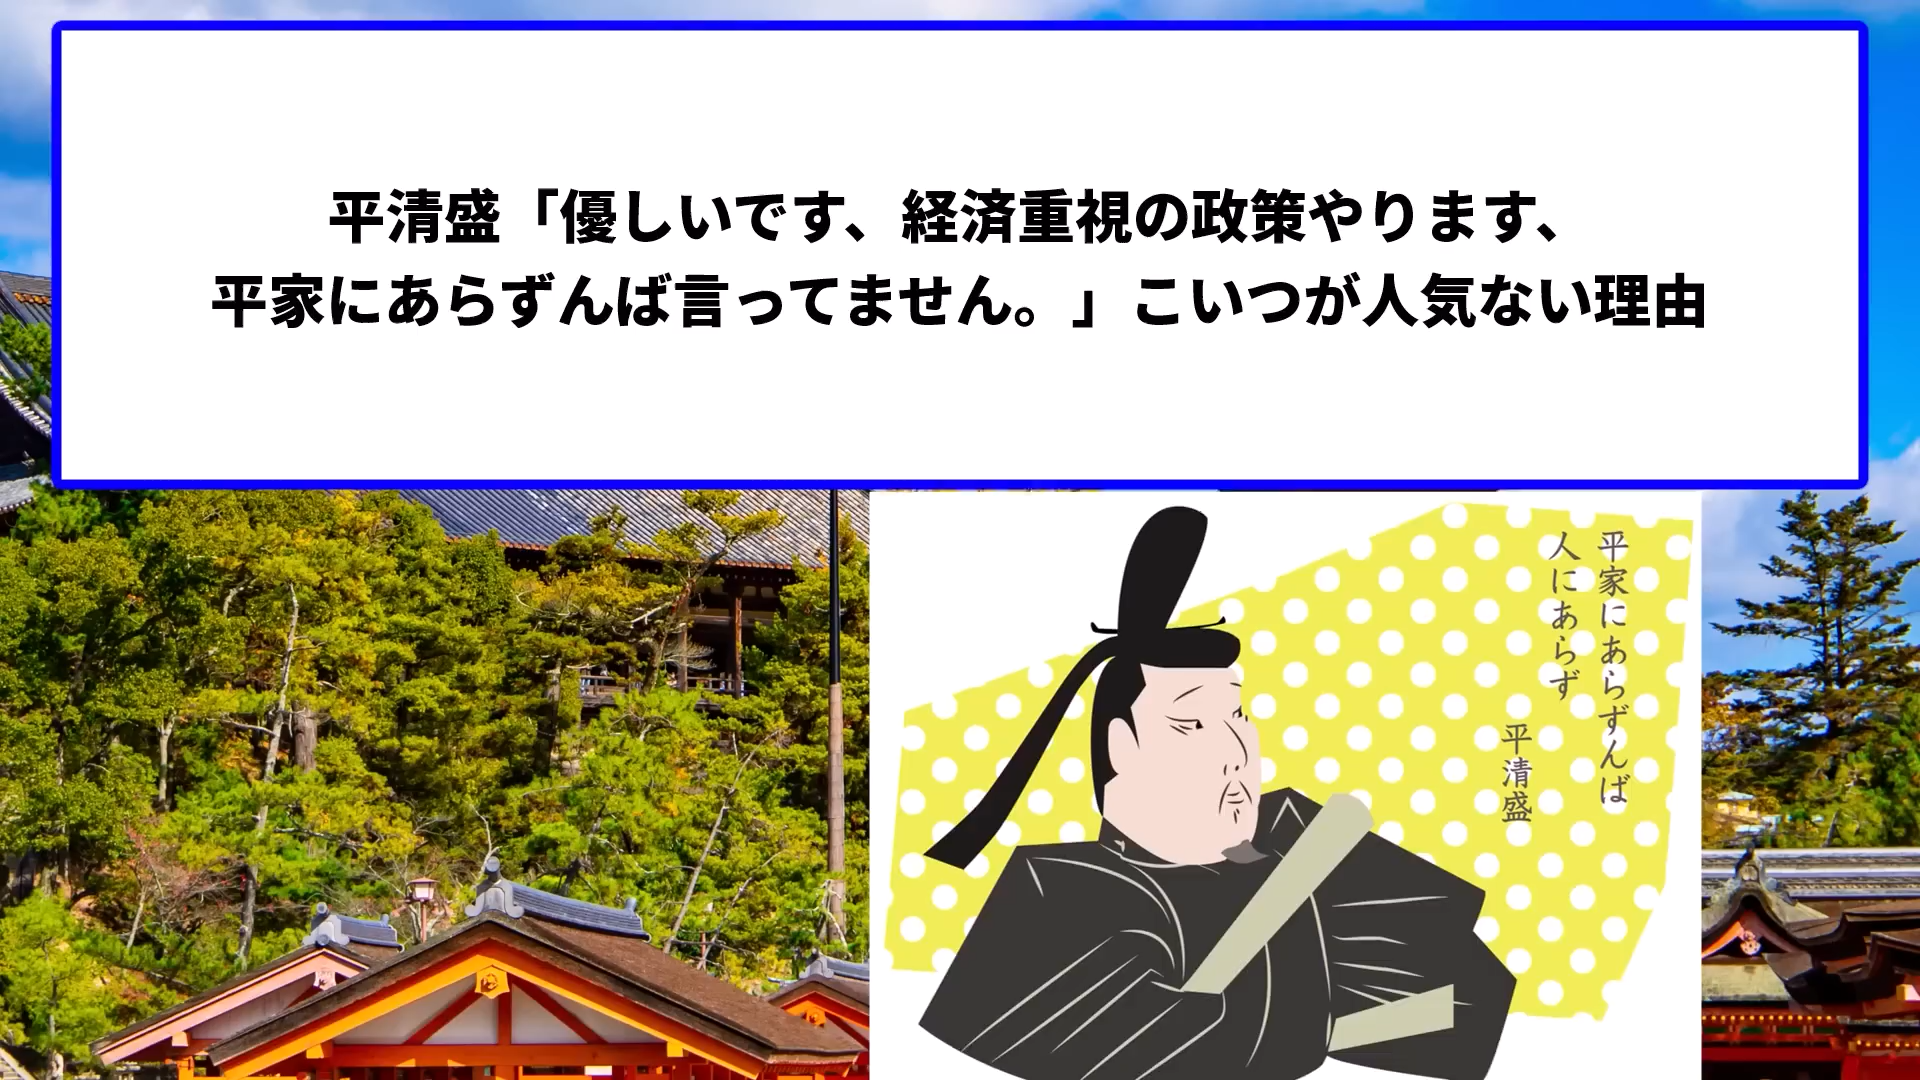 平清盛「優しいです、経済重視の政策やります、
平家にあらずんば言ってません。」こいつが人気ない理由
平家にあらずんば
人にあらず
平清盛